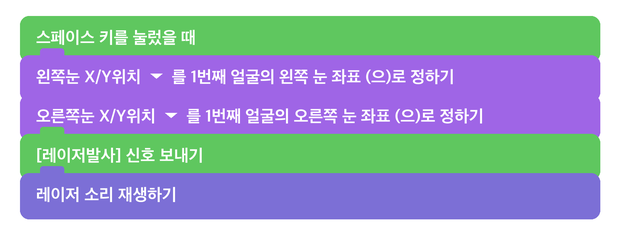 스페이스 키를 눌렀을 때
왼쪽눈 X/Y위치 를 1번째 얼굴의 왼쪽 눈 좌표 (으)로 정하기
오른쪽눈 X/Y위치 를 1번째 얼굴의 오른쪽 눈 좌표 (으)로 정하기
[레이저발사] 신호 보내기
레이저 소리 재생하기